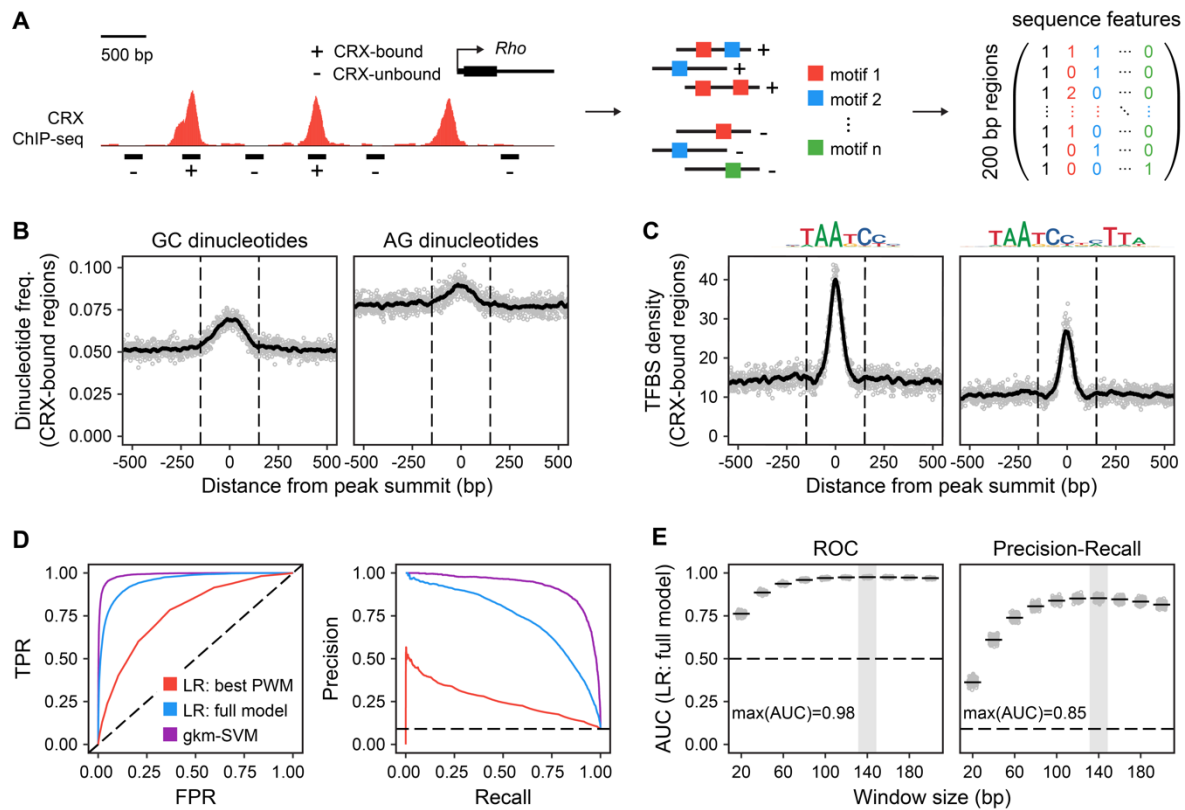 A
500 bp
+ CRX-bound
- CRX-unbound
Rho
CRX
ChIP-seq
- + - + - -
+
+
+
-
-
-
motif 1
motif 2
⋮
motif n
sequence features
200 bp regions
1 1 1 ⋯ 0
1 0 1 ⋯ 0
1 2 0 ⋯ 0
⋮ ⋮ ⋮ ⋱ ⋮
1 1 0 ⋯ 0
1 0 1 ⋯ 0
1 0 0 ⋯ 1
B
GC dinucleotides
AG dinucleotides
Dinucleotide freq.
(CRX-bound regions)
0.100
0.075
0.050
0.025
0.000
-500 -250 0 250 500
-500 -250 0 250 500
Distance from peak summit (bp)
C
TAATCC
TAATCC TTA
TFBS density
(CRX-bound regions)
40
30
20
10
0
-500 -250 0 250 500
-500 -250 0 250 500
Distance from peak summit (bp)
D
TPR
1.00
0.75
0.50
0.25
0.00
LR: best PWM
LR: full model
gkm-SVM
0.00 0.25 0.50 0.75 1.00
FPR
Precision
1.00
0.75
0.50
0.25
0.00
0.00 0.25 0.50 0.75 1.00
Recall
E
ROC
Precision-Recall
AUC (LR: full model)
1.00
0.75
0.50
0.25
0.00
max(AUC)=0.98
max(AUC)=0.85
20 60 100 140 180
20 60 100 140 180
Window size (bp)